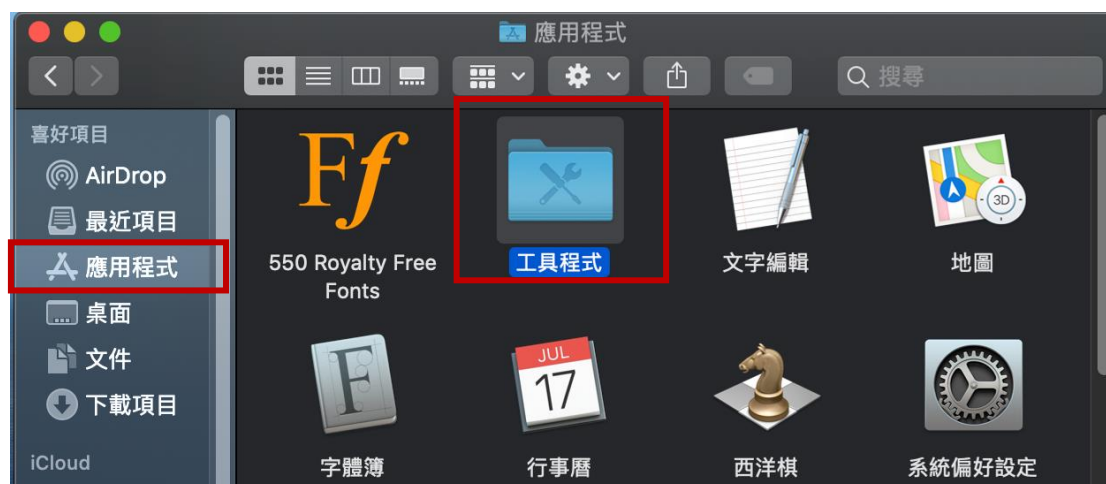 應用程式
搜尋
喜好項目
AirDrop
最近項目
應用程式
桌面
文件
下載項目
iCloud
Ff
550 Royalty Free
Fonts
工具程式
文字編輯
3D
地圖
F
字體簿
JUL
17
行事曆
西洋棋
系統偏好設定